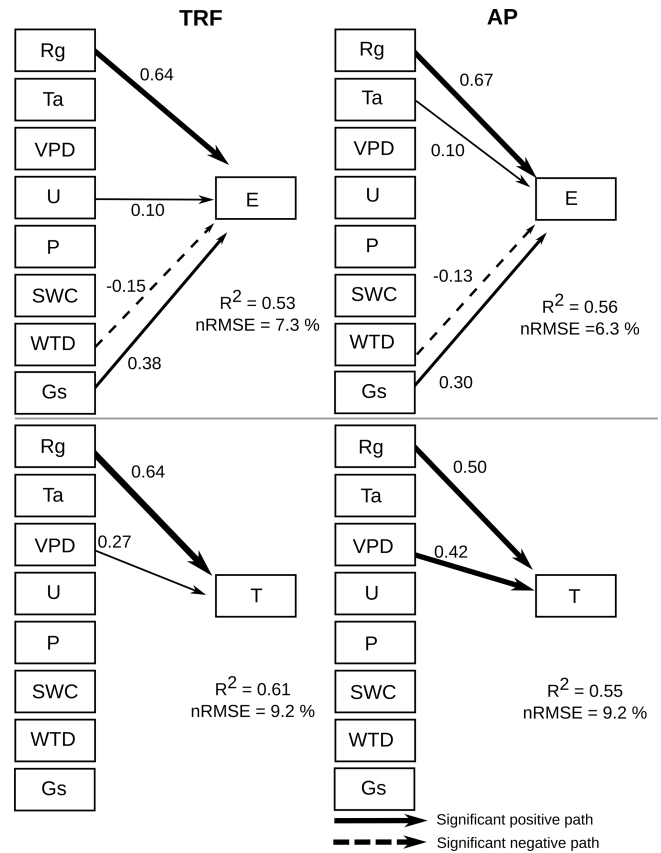 TRF
Rg
Ta
VPD
U
P
SWC
WTD
Gs
0.64
0.10
-0.15
0.38
E
R2 = 0.53
nRMSE = 7.3 %
AP
Rg
Ta
VPD
U
P
SWC
WTD
Gs
0.67
0.10
-0.13
0.30
E
R2 = 0.56
nRMSE =6.3 %
Rg
Ta
VPD
U
P
SWC
WTD
Gs
0.64
0.27
T
R2 = 0.61
nRMSE = 9.2 %
Rg
Ta
VPD
U
P
SWC
WTD
Gs
0.50
0.42
T
R2 = 0.55
nRMSE = 9.2 %
Significant positive path
Significant negative path